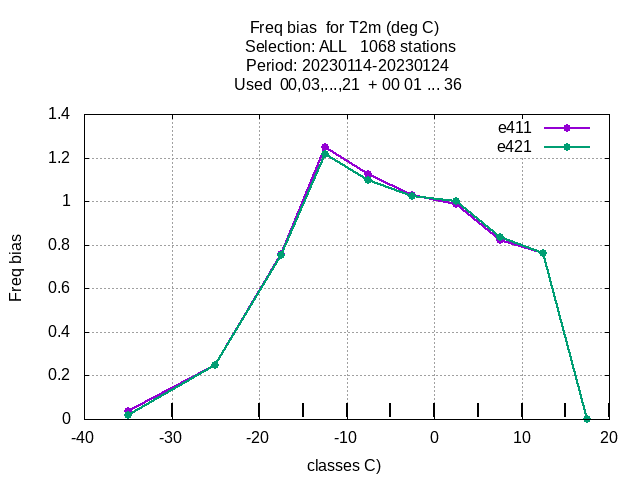 Freq bias  for T2m (deg C)
Selection: ALL   1068 stations
Period: 20230114-20230124
Used  00,03,...,21  + 00 01 ... 36
e411
e421
1.4
1.2
1
0.8
0.6
0.4
0.2
0
Freq bias
-40 -30 -20 -10 0 10 20
classes C)